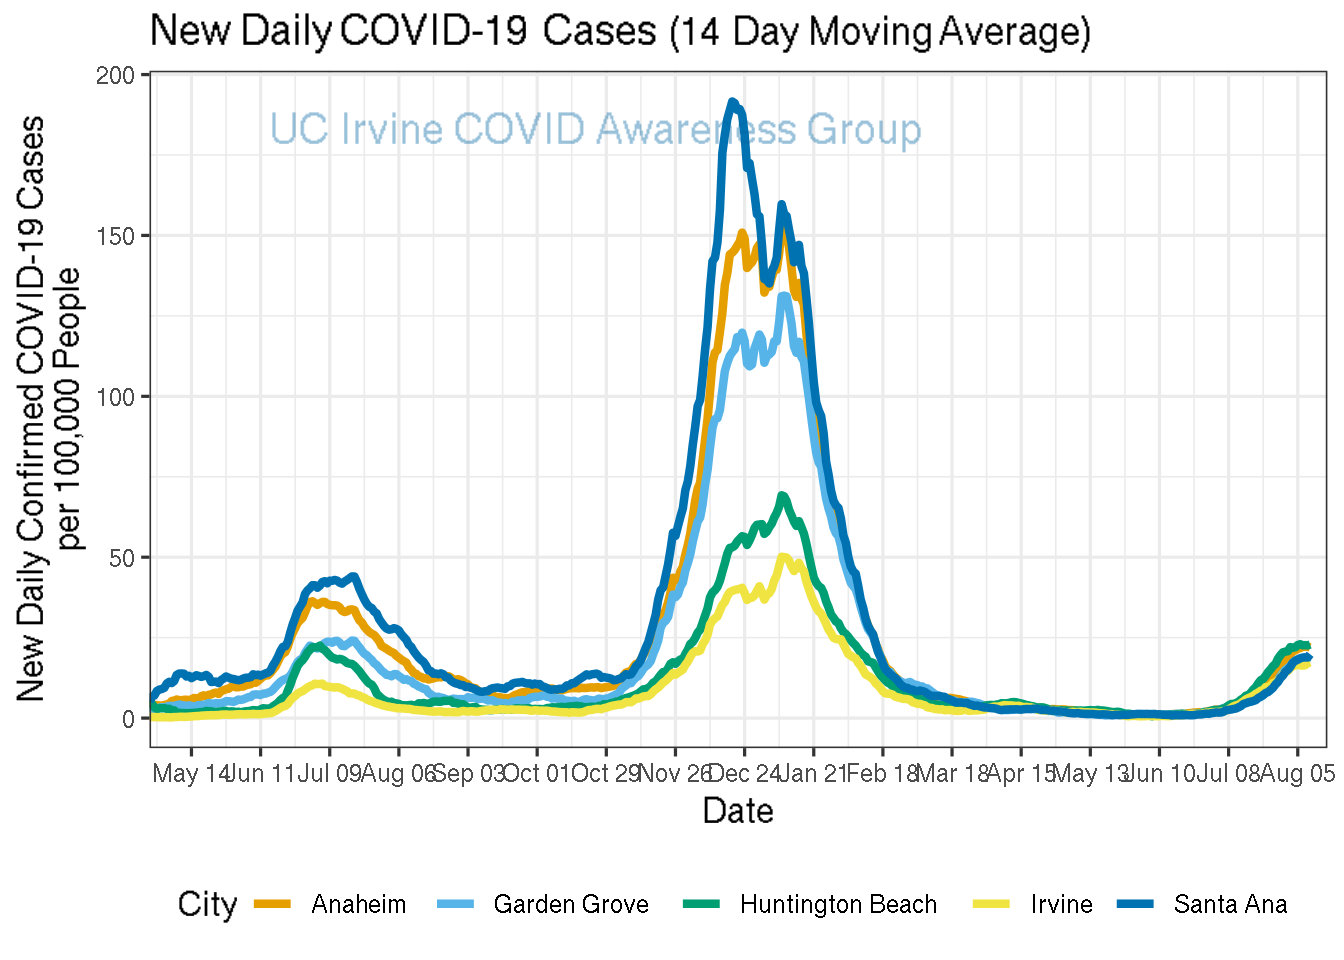 New Daily COVID-19 Cases (14 Day Moving Average)
UC Irvine COVID Awareness Group
New Daily Confirmed COVID-19 Cases
per 100,000 People
200
150
100
50
0
May 14 Jun 11 Jul 09 Aug 06 Sep 03 Oct 01 Oct 29 Nov 26 Dec 24 Jan 21 Feb 18 Mar 18 Apr 15 May 13 Jun 10 Jul 08 Aug 05
Date
City Anaheim Garden Grove Huntington Beach Irvine Santa Ana